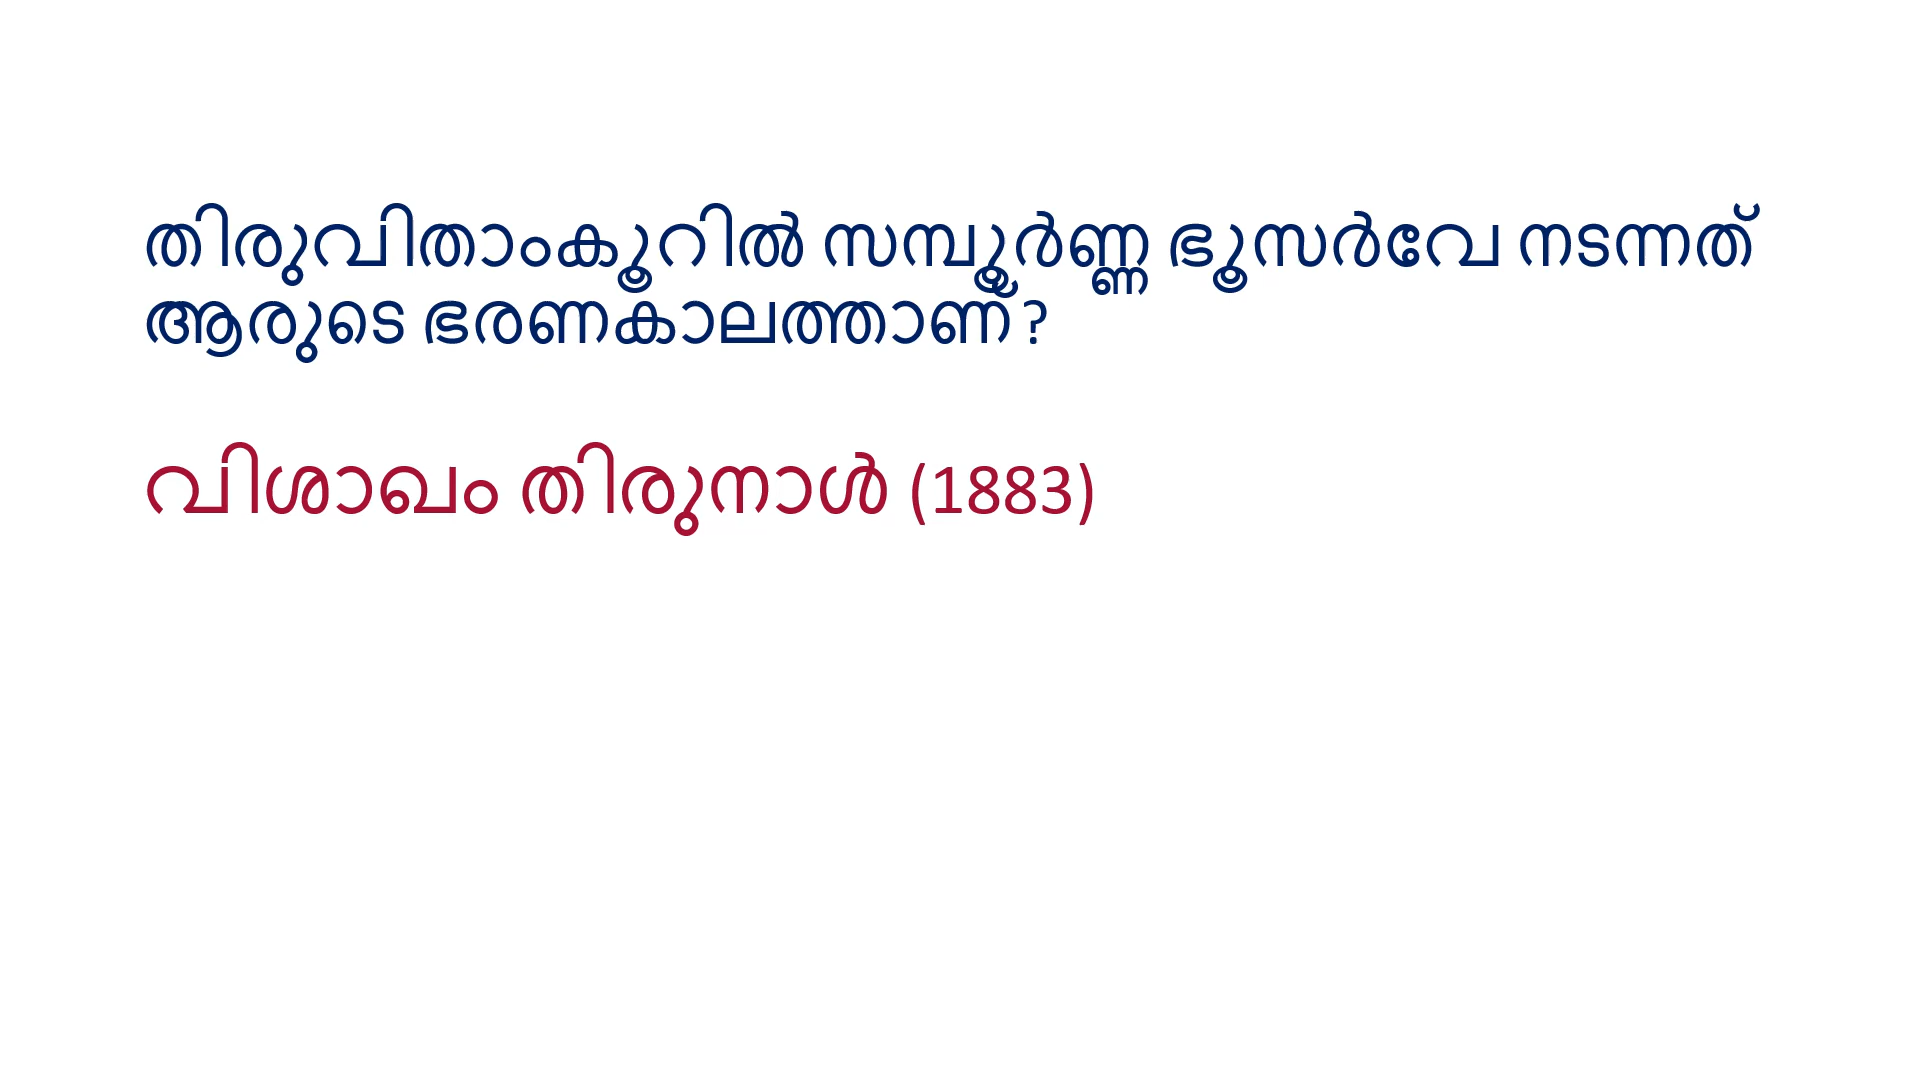 തിരുവിതാംകൂറിൽ സമ്പൂർണ്ണ ഭൂസർവേ നടന്നത്
ആരുടെ ഭരണകാലത്താണ്?
വിശാഖം തിരുനാൾ (1883)